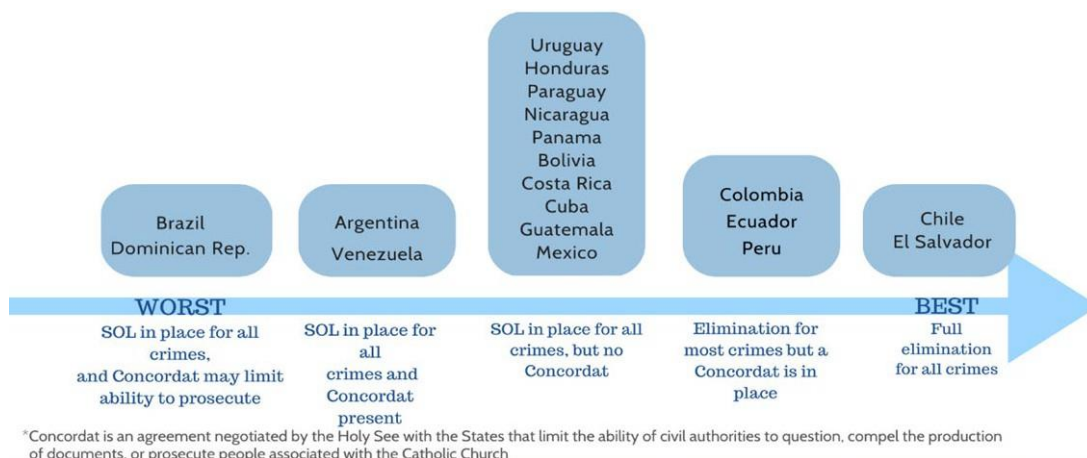 Brazil
Dominican Rep.
Argentina
Venezuela
Uruguay
Honduras
Paraguay
Nicaragua
Panama
Bolivia
Costa Rica
Cuba
Guatemala
Mexico
Colombia
Ecuador
Peru
Chile
El Salvador
WORST
SOL in place for all
crimes,
and Concordat may limit
ability to prosecute
SOL in place for
all
crimes and
Concordat
present
SOL in place for all
crimes, but no
Concordat
Elimination for
most crimes but a
Concordat is in
place
BEST
Full
elimination
for all crimes
*Concordat is an agreement negotiated by the Holy See with the States that limit the ability of civil authorities to question, compel the production
of documents, or prosecute people associated with the Catholic Church